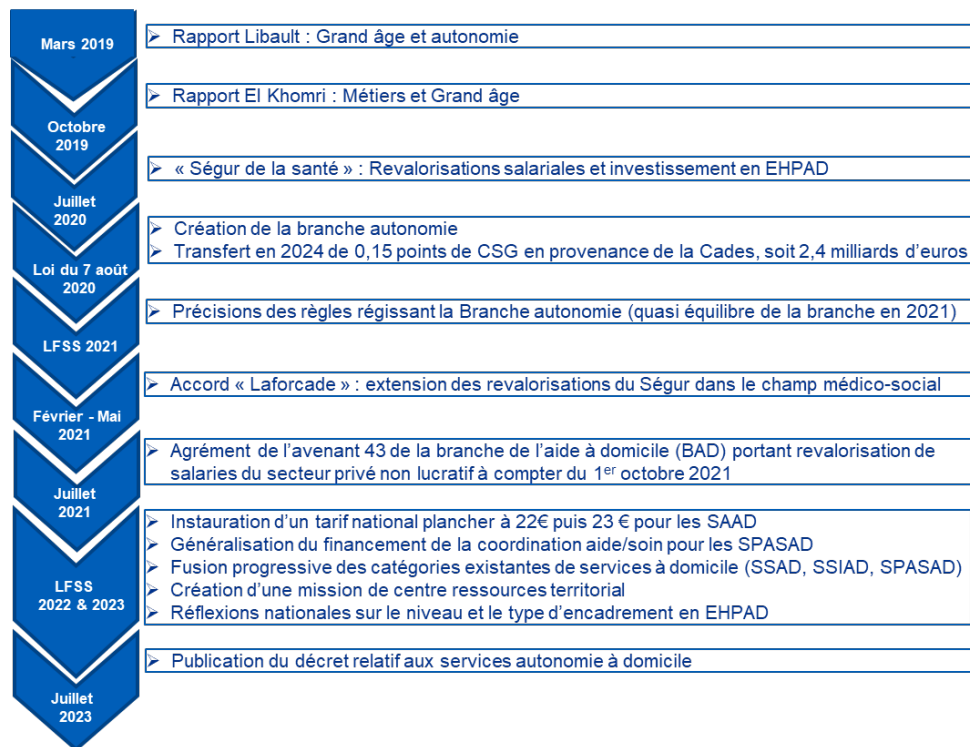 Mars 2019
➢ Rapport Libault : Grand âge et autonomie
Octobre
2019
➢ Rapport El Khomri : Métiers et Grand âge
Juillet
2020
➢ « Ségur de la santé » : Revalorisations salariales et investissement en EHPAD
Loi du 7 août
2020
➢ Création de la branche autonomie
➢ Transfert en 2024 de 0,15 points de CSG en provenance de la Cades, soit 2,4 milliards d’euros
LFSS 2021
➢ Précisions des règles régissant la Branche autonomie (quasi équilibre de la branche en 2021)
Février - Mai
2021
➢ Accord « Laforcade » : extension des revalorisations du Ségur dans le champ médico-social
Juillet
2021
➢ Agrément de l’avenant 43 de la branche de l’aide à domicile (BAD) portant revalorisation de
salaries du secteur privé non lucratif à compter du 1er octobre 2021
LFSS
2022 & 2023
➢ Instauration d’un tarif national plancher à 22€ puis 23 € pour les SAAD
➢ Généralisation du financement de la coordination aide/soin pour les SPASAD
➢ Fusion progressive des catégories existantes de services à domicile (SSAD, SSIAD, SPASAD)
➢ Création d’une mission de centre ressources territorial
➢ Réflexions nationales sur le niveau et le type d’encadrement en EHPAD
Juillet
2023
➢ Publication du décret relatif aux services autonomie à domicile